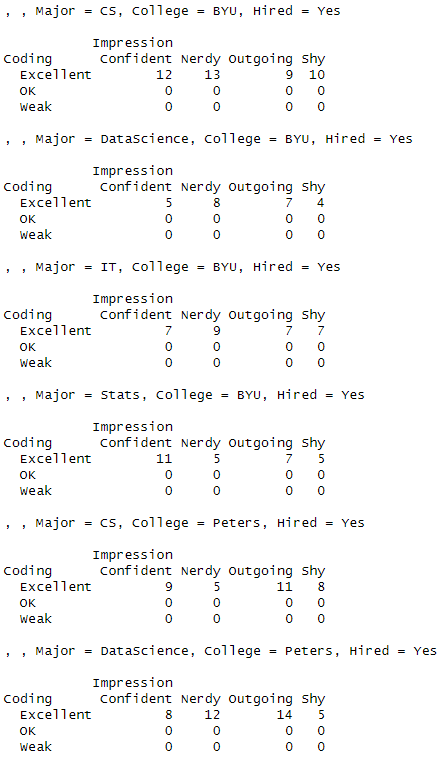 , , Major = CS, College = BYU, Hired = Yes
Impression
Coding Confident Nerdy Outgoing Shy
Excellent 12 13 9 10
OK 0 0 0 0
Weak 0 0 0 0
, , Major = DataScience, College = BYU, Hired = Yes
Impression
Coding Confident Nerdy Outgoing Shy
Excellent 5 8 7 4
OK 0 0 0 0
Weak 0 0 0 0
, , Major = IT, College = BYU, Hired = Yes
Impression
Coding Confident Nerdy Outgoing Shy
Excellent 7 9 7 7
OK 0 0 0 0
Weak 0 0 0 0
, , Major = Stats, College = BYU, Hired = Yes
Impression
Coding Confident Nerdy Outgoing Shy
Excellent 11 5 7 5
OK 0 0 0 0
Weak 0 0 0 0
, , Major = CS, College = Peters, Hired = Yes
Impression
Coding Confident Nerdy Outgoing Shy
Excellent 9 5 11 8
OK 0 0 0 0
Weak 0 0 0 0
, , Major = DataScience, College = Peters, Hired = Yes
Impression
Coding Confident Nerdy Outgoing Shy
Excellent 8 12 14 5
OK 0 0 0 0
Weak 0 0 0 0